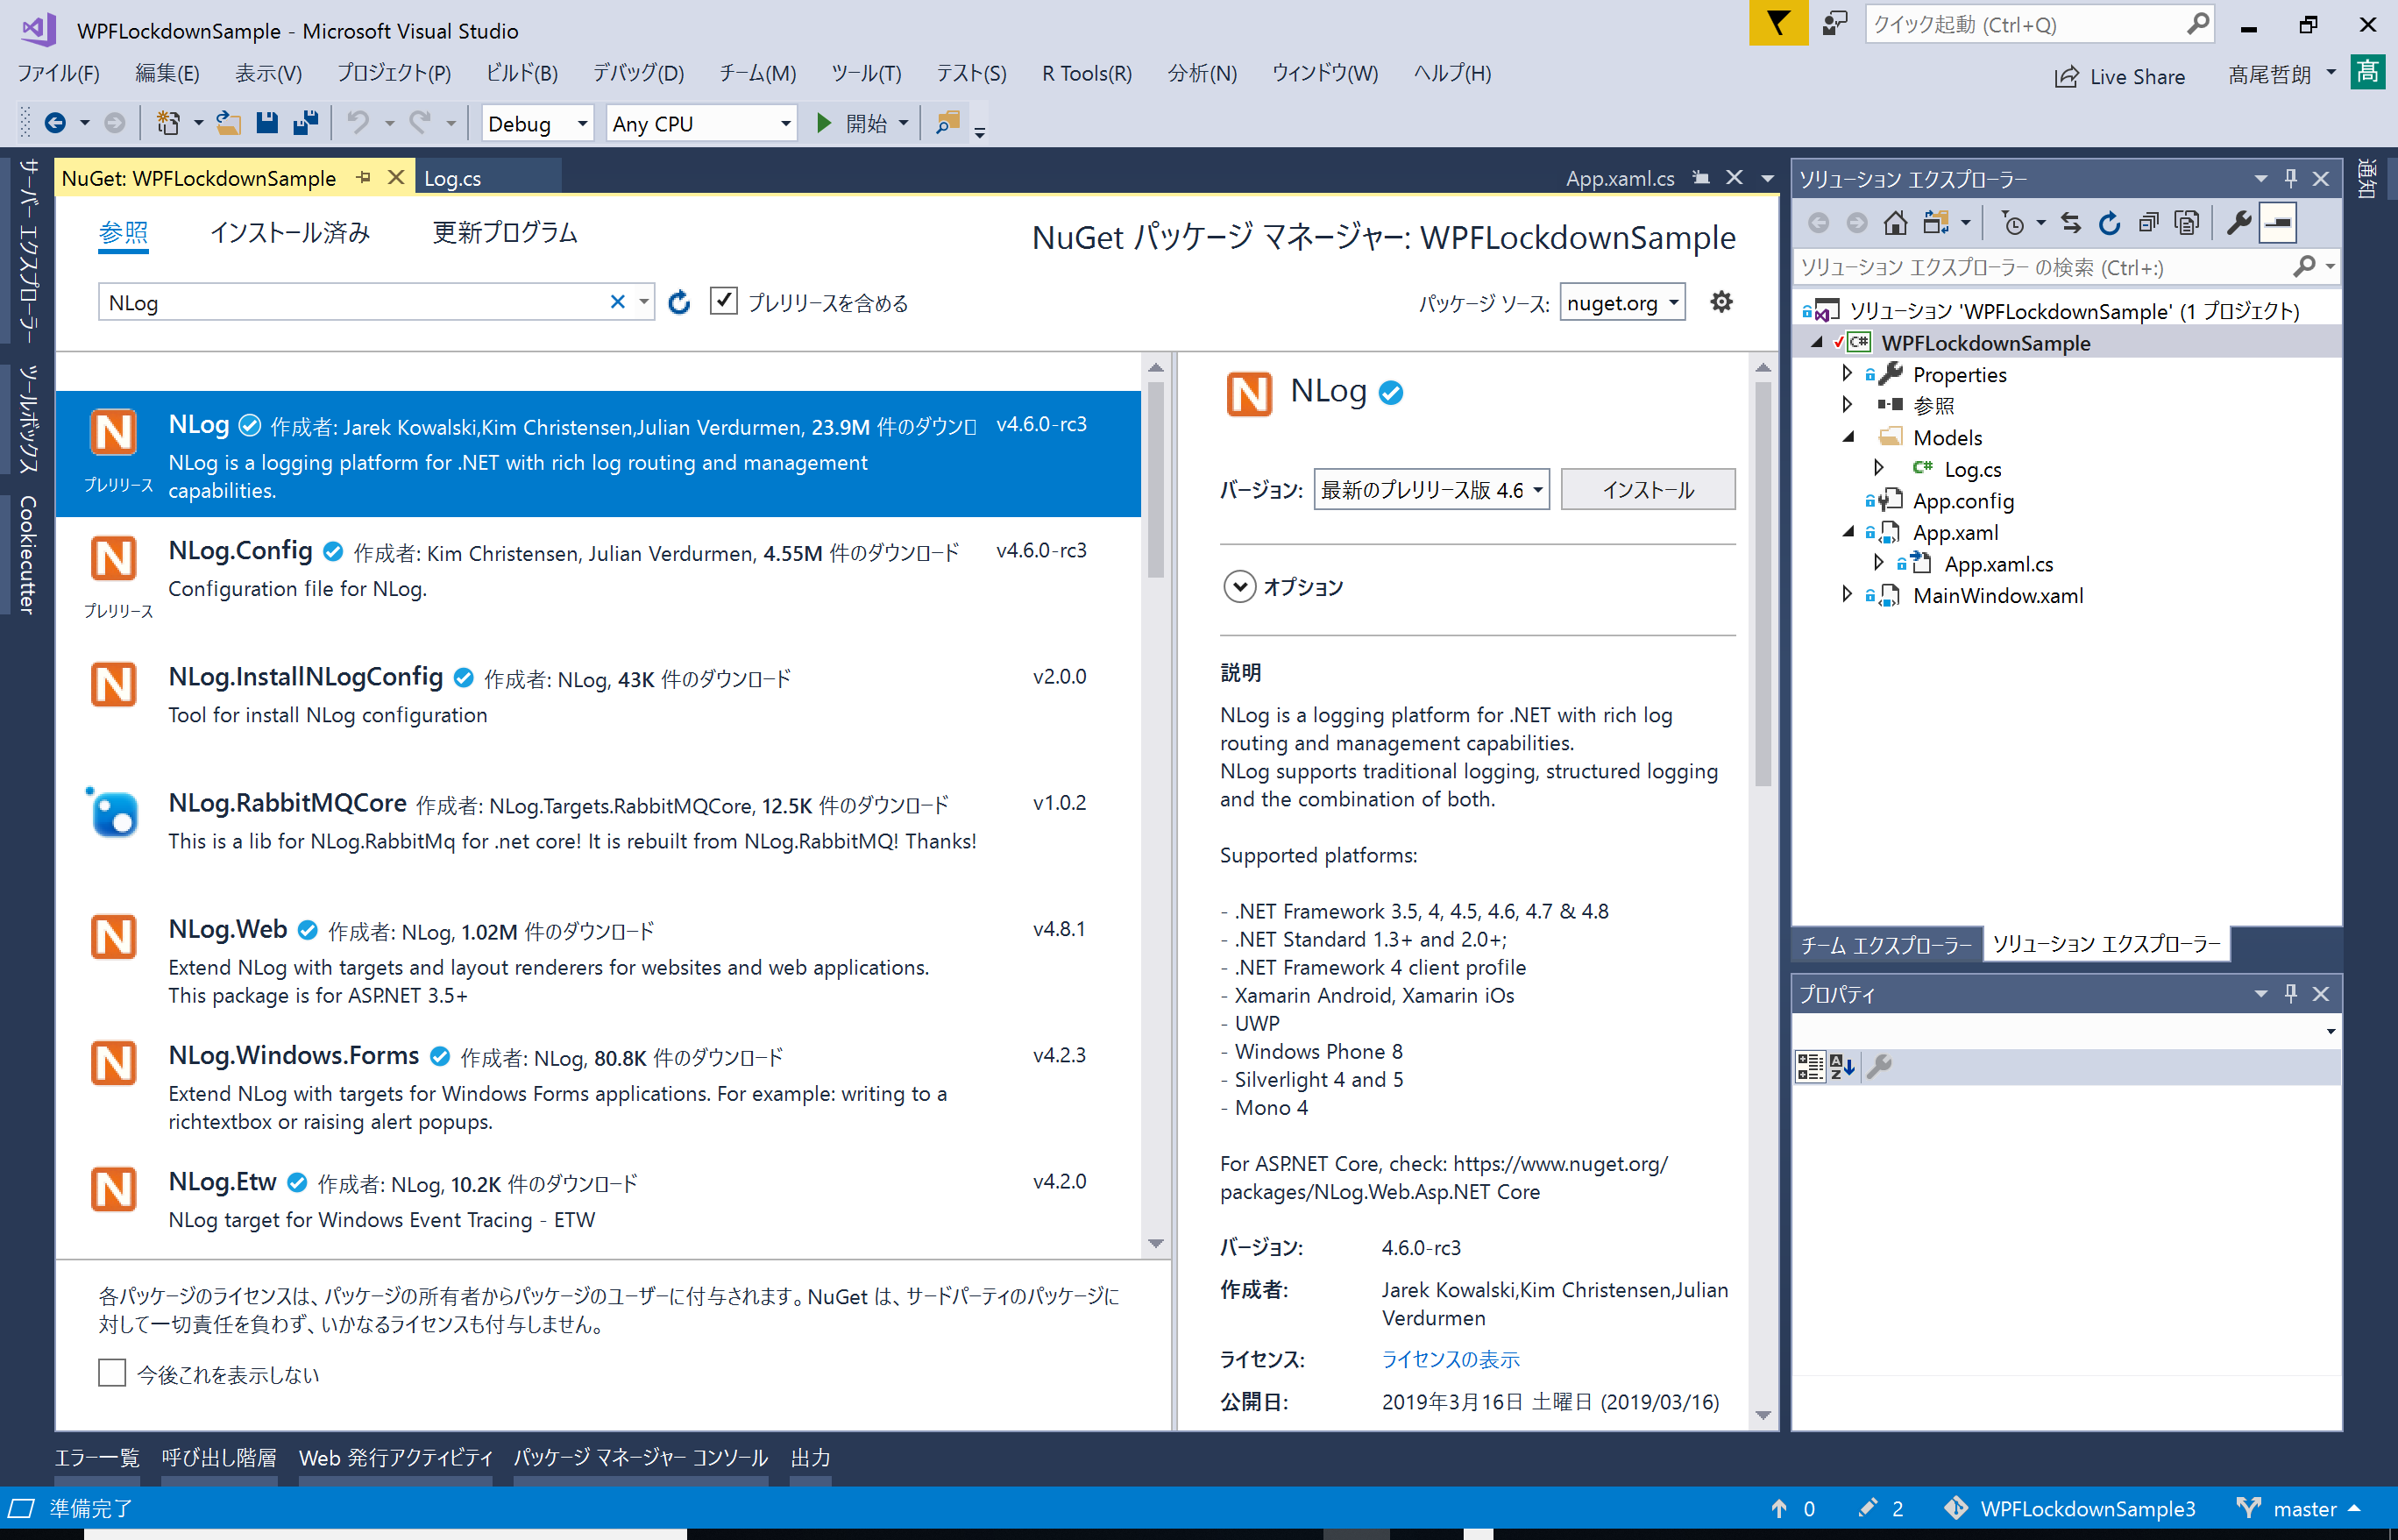 WPFLockdownSample - Microsoft Visual Studio
クイック起動 (Ctrl+Q)
ファイル(F) 編集(E) 表示(V) プロジェクト(P) ビルド(B) デバッグ(D) チーム(M) ツール(T) テスト(S) R Tools(R) 分析(N) ウィンドウ(W) ヘルプ(H)
Live Share 髙尾哲朗 髙
Debug Any CPU 開始
サーバー エクスプローラー
ツールボックス
Cookiecutter
NuGet: WPFLockdownSample Log.cs App.xaml.cs
参照 インストール済み 更新プログラム
NuGet パッケージ マネージャー: WPFLockdownSample
NLog プレリリースを含める パッケージ ソース: nuget.org
NLog 作成者: Jarek Kowalski,Kim Christensen,Julian Verdurmen, 23.9M 件のダウンロ v4.6.0-rc3
NLog is a logging platform for .NET with rich log routing and management
プレリリース
capabilities.
NLog.Config 作成者: Kim Christensen, Julian Verdurmen, 4.55M 件のダウンロード v4.6.0-rc3
Configuration file for NLog.
プレリリース
NLog.InstallNLogConfig 作成者: NLog, 43K 件のダウンロード v2.0.0
Tool for install NLog configuration
NLog.RabbitMQCore 作成者: NLog.Targets.RabbitMQCore, 12.5K 件のダウンロード v1.0.2
This is a lib for NLog.RabbitMq for .net core! It is rebuilt from NLog.RabbitMQ! Thanks!
NLog.Web 作成者: NLog, 1.02M 件のダウンロード v4.8.1
Extend NLog with targets and layout renderers for websites and web applications.
This package is for ASP.NET 3.5+
NLog.Windows.Forms 作成者: NLog, 80.8K 件のダウンロード v4.2.3
Extend NLog with targets for Windows Forms applications. For example: writing to a
richtextbox or raising alert popups.
NLog.Etw 作成者: NLog, 10.2K 件のダウンロード v4.2.0
NLog target for Windows Event Tracing - ETW
各パッケージのライセンスは、パッケージの所有者からパッケージのユーザーに付与されます。NuGet は、サードパーティのパッケージに
対して一切責任を負わず、いかなるライセンスも付与しません。
今後これを表示しない
NLog
バージョン: 最新のプレリリース版 4.6 インストール
オプション
説明
NLog is a logging platform for .NET with rich log
routing and management capabilities.
NLog supports traditional logging, structured logging
and the combination of both.
Supported platforms:
- .NET Framework 3.5, 4, 4.5, 4.6, 4.7 & 4.8
- .NET Standard 1.3+ and 2.0+;
- .NET Framework 4 client profile
- Xamarin Android, Xamarin iOs
- UWP
- Windows Phone 8
- Silverlight 4 and 5
- Mono 4
For ASP.NET Core, check: https://www.nuget.org/
packages/NLog.Web.Asp.NET Core
バージョン: 4.6.0-rc3
作成者: Jarek Kowalski,Kim Christensen,Julian
Verdurmen
ライセンス: ライセンスの表示
公開日: 2019年3月16日 土曜日 (2019/03/16)
ソリューション エクスプローラー
ソリューション エクスプローラー の検索 (Ctrl+:)
ソリューション 'WPFLockdownSample' (1 プロジェクト)
C# WPFLockdownSample
Properties
参照
Models
C# Log.cs
App.config
App.xaml
App.xaml.cs
MainWindow.xaml
チーム エクスプローラー ソリューション エクスプローラー
プロパティ
通知
エラー一覧 呼び出し階層 Web 発行アクティビティ パッケージ マネージャー コンソール 出力
準備完了 0 2 WPFLockdownSample3 master